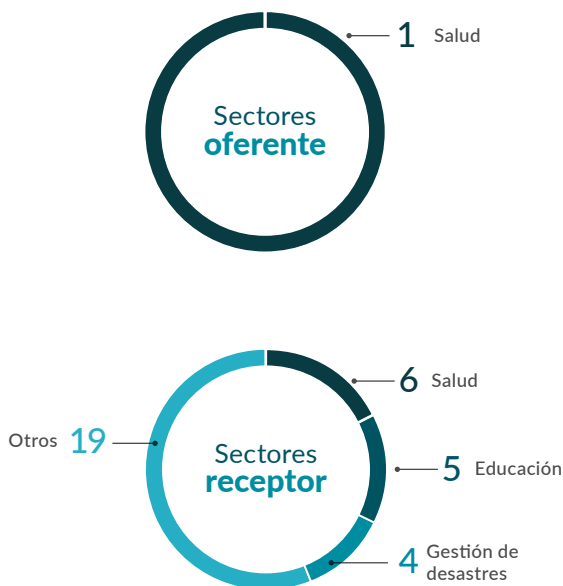 1 Salud
Sectores
oferente
6 Salud
Otros 19
Sectores
receptor
5 Educación
4 Gestión de
desastres